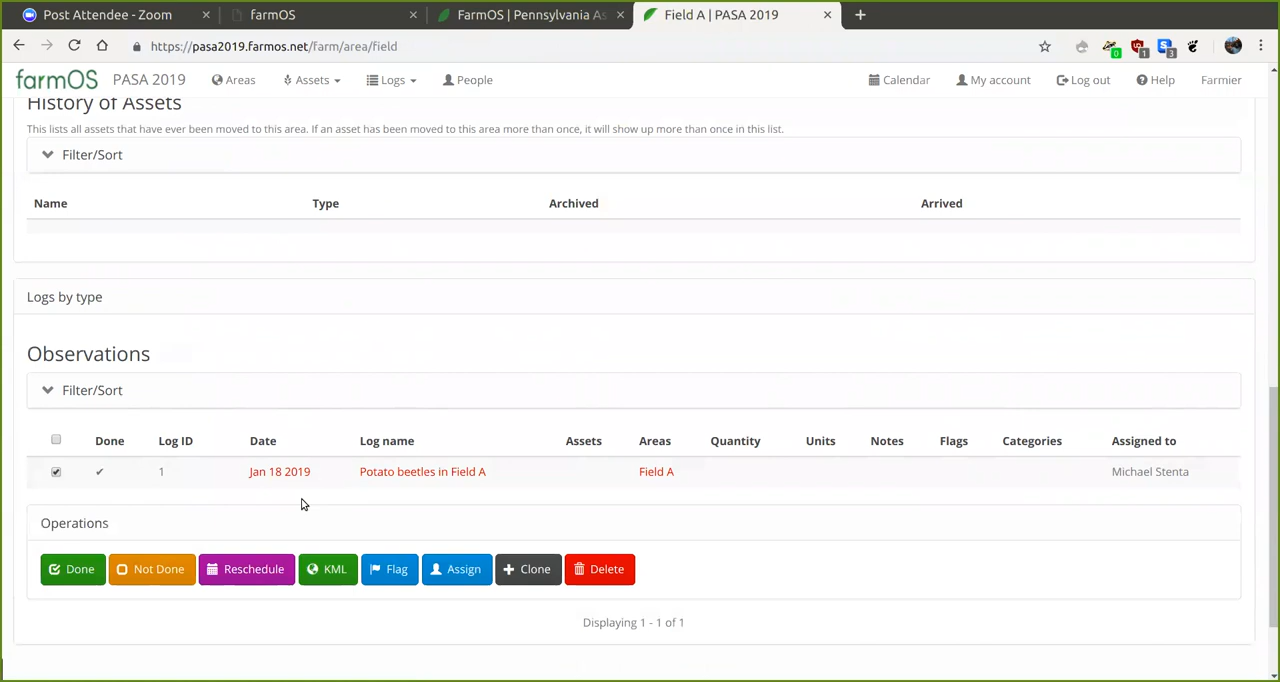 Post Attendee - Zoom
farmOS
FarmOS | Pennsylvania As
Field A | PASA 2019
https://pasa2019.farmos.net/farm/area/field
0
1
3
farmOS PASA 2019 Areas Assets Logs People Calendar My account Log out Help Farmier
History of Assets
This lists all assets that have ever been moved to this area. If an asset has been moved to this area more than once, it will show up more than once in this list.
Filter/Sort
Name Type Archived Arrived
Logs by type
Observations
Filter/Sort
Done Log ID Date Log name Assets Areas Quantity Units Notes Flags Categories Assigned to
1 Jan 18 2019 Potato beetles in Field A Field A Michael Stenta
Operations
Done Not Done Reschedule KML Flag Assign Clone Delete
Displaying 1 - 1 of 1